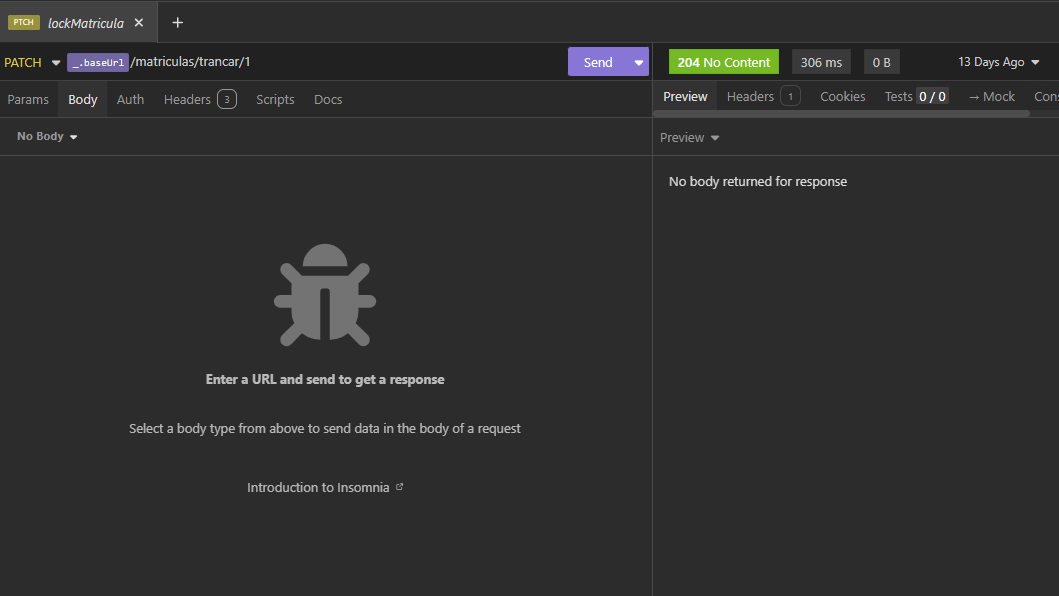 PTCH lockMatricula
PATCH _.baseUrl /matriculas/trancar/1 Send
204 No Content 306 ms 0 B 13 Days Ago
Params Body Auth Headers 3 Scripts Docs
Preview Headers 1 Cookies Tests 0 / 0 → Mock Cons
No Body
Preview
No body returned for response
Enter a URL and send to get a response
Select a body type from above to send data in the body of a request
Introduction to Insomnia